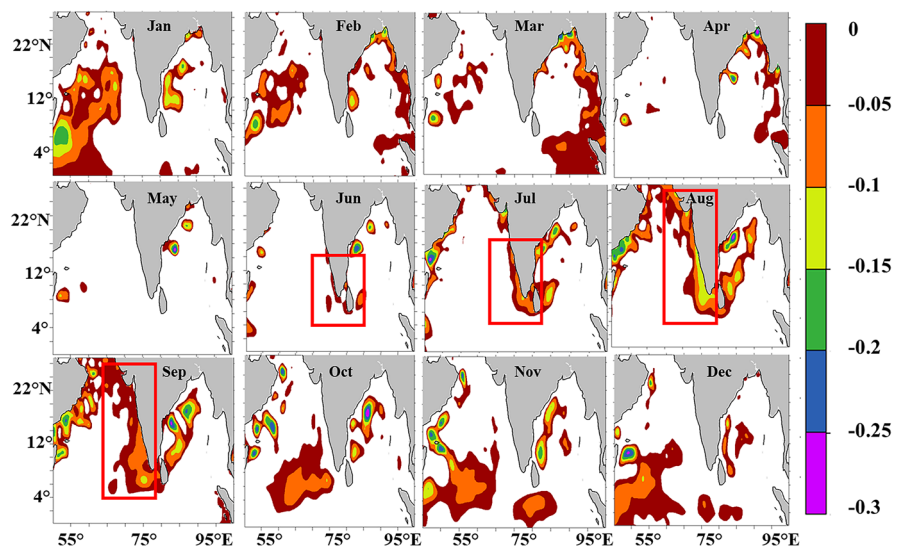 Jan Feb Mar Apr 0
22°N
-0.05
12°
4° -0.1
May Jun Jul Aug
22°N -0.15
12°
-0.2
4°
Sep Oct Nov Dec
22°N -0.25
12°
4° -0.3
55° 75° 95°E 55° 75° 95°E 55° 75° 95°E 55° 75° 95°E